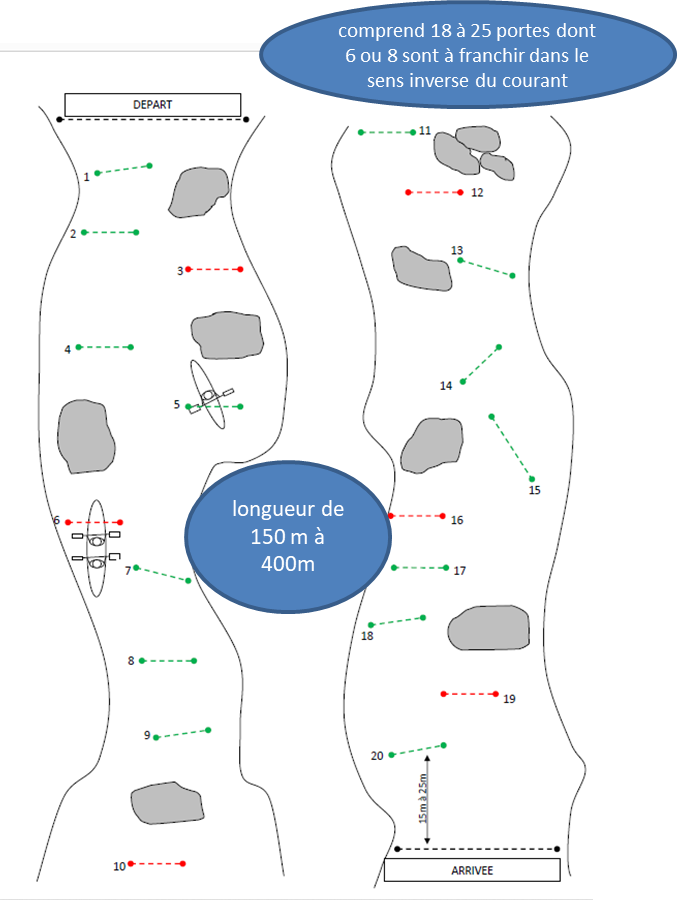 comprend 18 à 25 portes dont
6 ou 8 sont à franchir dans le
sens inverse du courant
DEPART
1
2
3
4
5
6
7
8
9
10
longueur de
150 m à
400m
11
12
13
14
15
16
17
18
19
20
15m à 25m
ARRIVEE